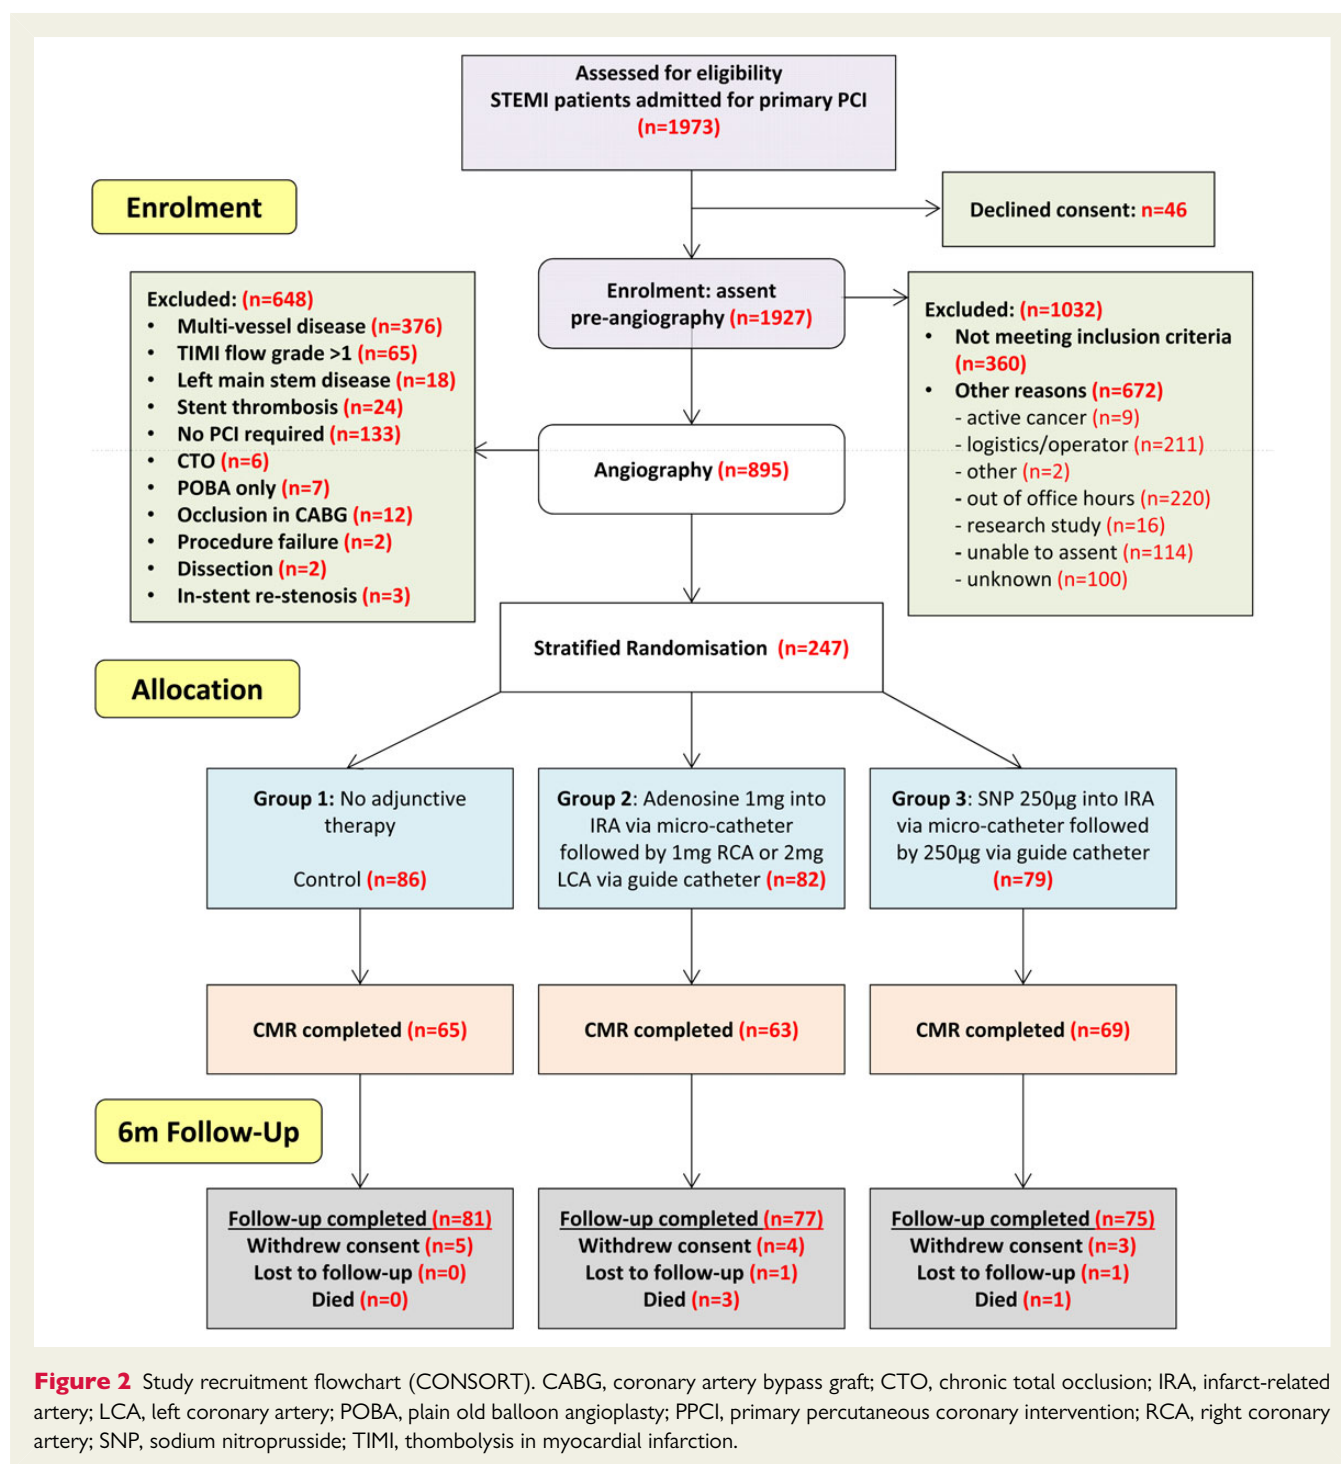 Assessed for eligibility
STEMI patients admitted for primary PCI
(n=1973)
Enrolment
Declined consent: n=46
Enrolment: assent
pre-angiography (n=1927)
Excluded: (n=648)
• Multi-vessel disease (n=376)
• TIMI flow grade >1 (n=65)
• Left main stem disease (n=18)
• Stent thrombosis (n=24)
• No PCI required (n=133)
• CTO (n=6)
• POBA only (n=7)
• Occlusion in CABG (n=12)
• Procedure failure (n=2)
• Dissection (n=2)
• In-stent re-stenosis (n=3)
Excluded: (n=1032)
• Not meeting inclusion criteria
(n=360)
• Other reasons (n=672)
- active cancer (n=9)
- logistics/operator (n=211)
- other (n=2)
- out of office hours (n=220)
- research study (n=16)
- unable to assent (n=114)
- unknown (n=100)
Angiography (n=895)
Stratified Randomisation (n=247)
Allocation
Group 1: No adjunctive
therapy
Control (n=86)
Group 2: Adenosine 1mg into
IRA via micro-catheter
followed by 1mg RCA or 2mg
LCA via guide catheter (n=82)
Group 3: SNP 250µg into IRA
via micro-catheter followed
by 250µg via guide catheter
(n=79)
CMR completed (n=65)
CMR completed (n=63)
CMR completed (n=69)
6m Follow-Up
Follow-up completed (n=81)
Withdrew consent (n=5)
Lost to follow-up (n=0)
Died (n=0)
Follow-up completed (n=77)
Withdrew consent (n=4)
Lost to follow-up (n=1)
Died (n=3)
Follow-up completed (n=75)
Withdrew consent (n=3)
Lost to follow-up (n=1)
Died (n=1)
Figure 2 Study recruitment flowchart (CONSORT). CABG, coronary artery bypass graft; CTO, chronic total occlusion; IRA, infarct-related
artery; LCA, left coronary artery; POBA, plain old balloon angioplasty; PPCI, primary percutaneous coronary intervention; RCA, right coronary
artery; SNP, sodium nitroprusside; TIMI, thombolysis in myocardial infarction.